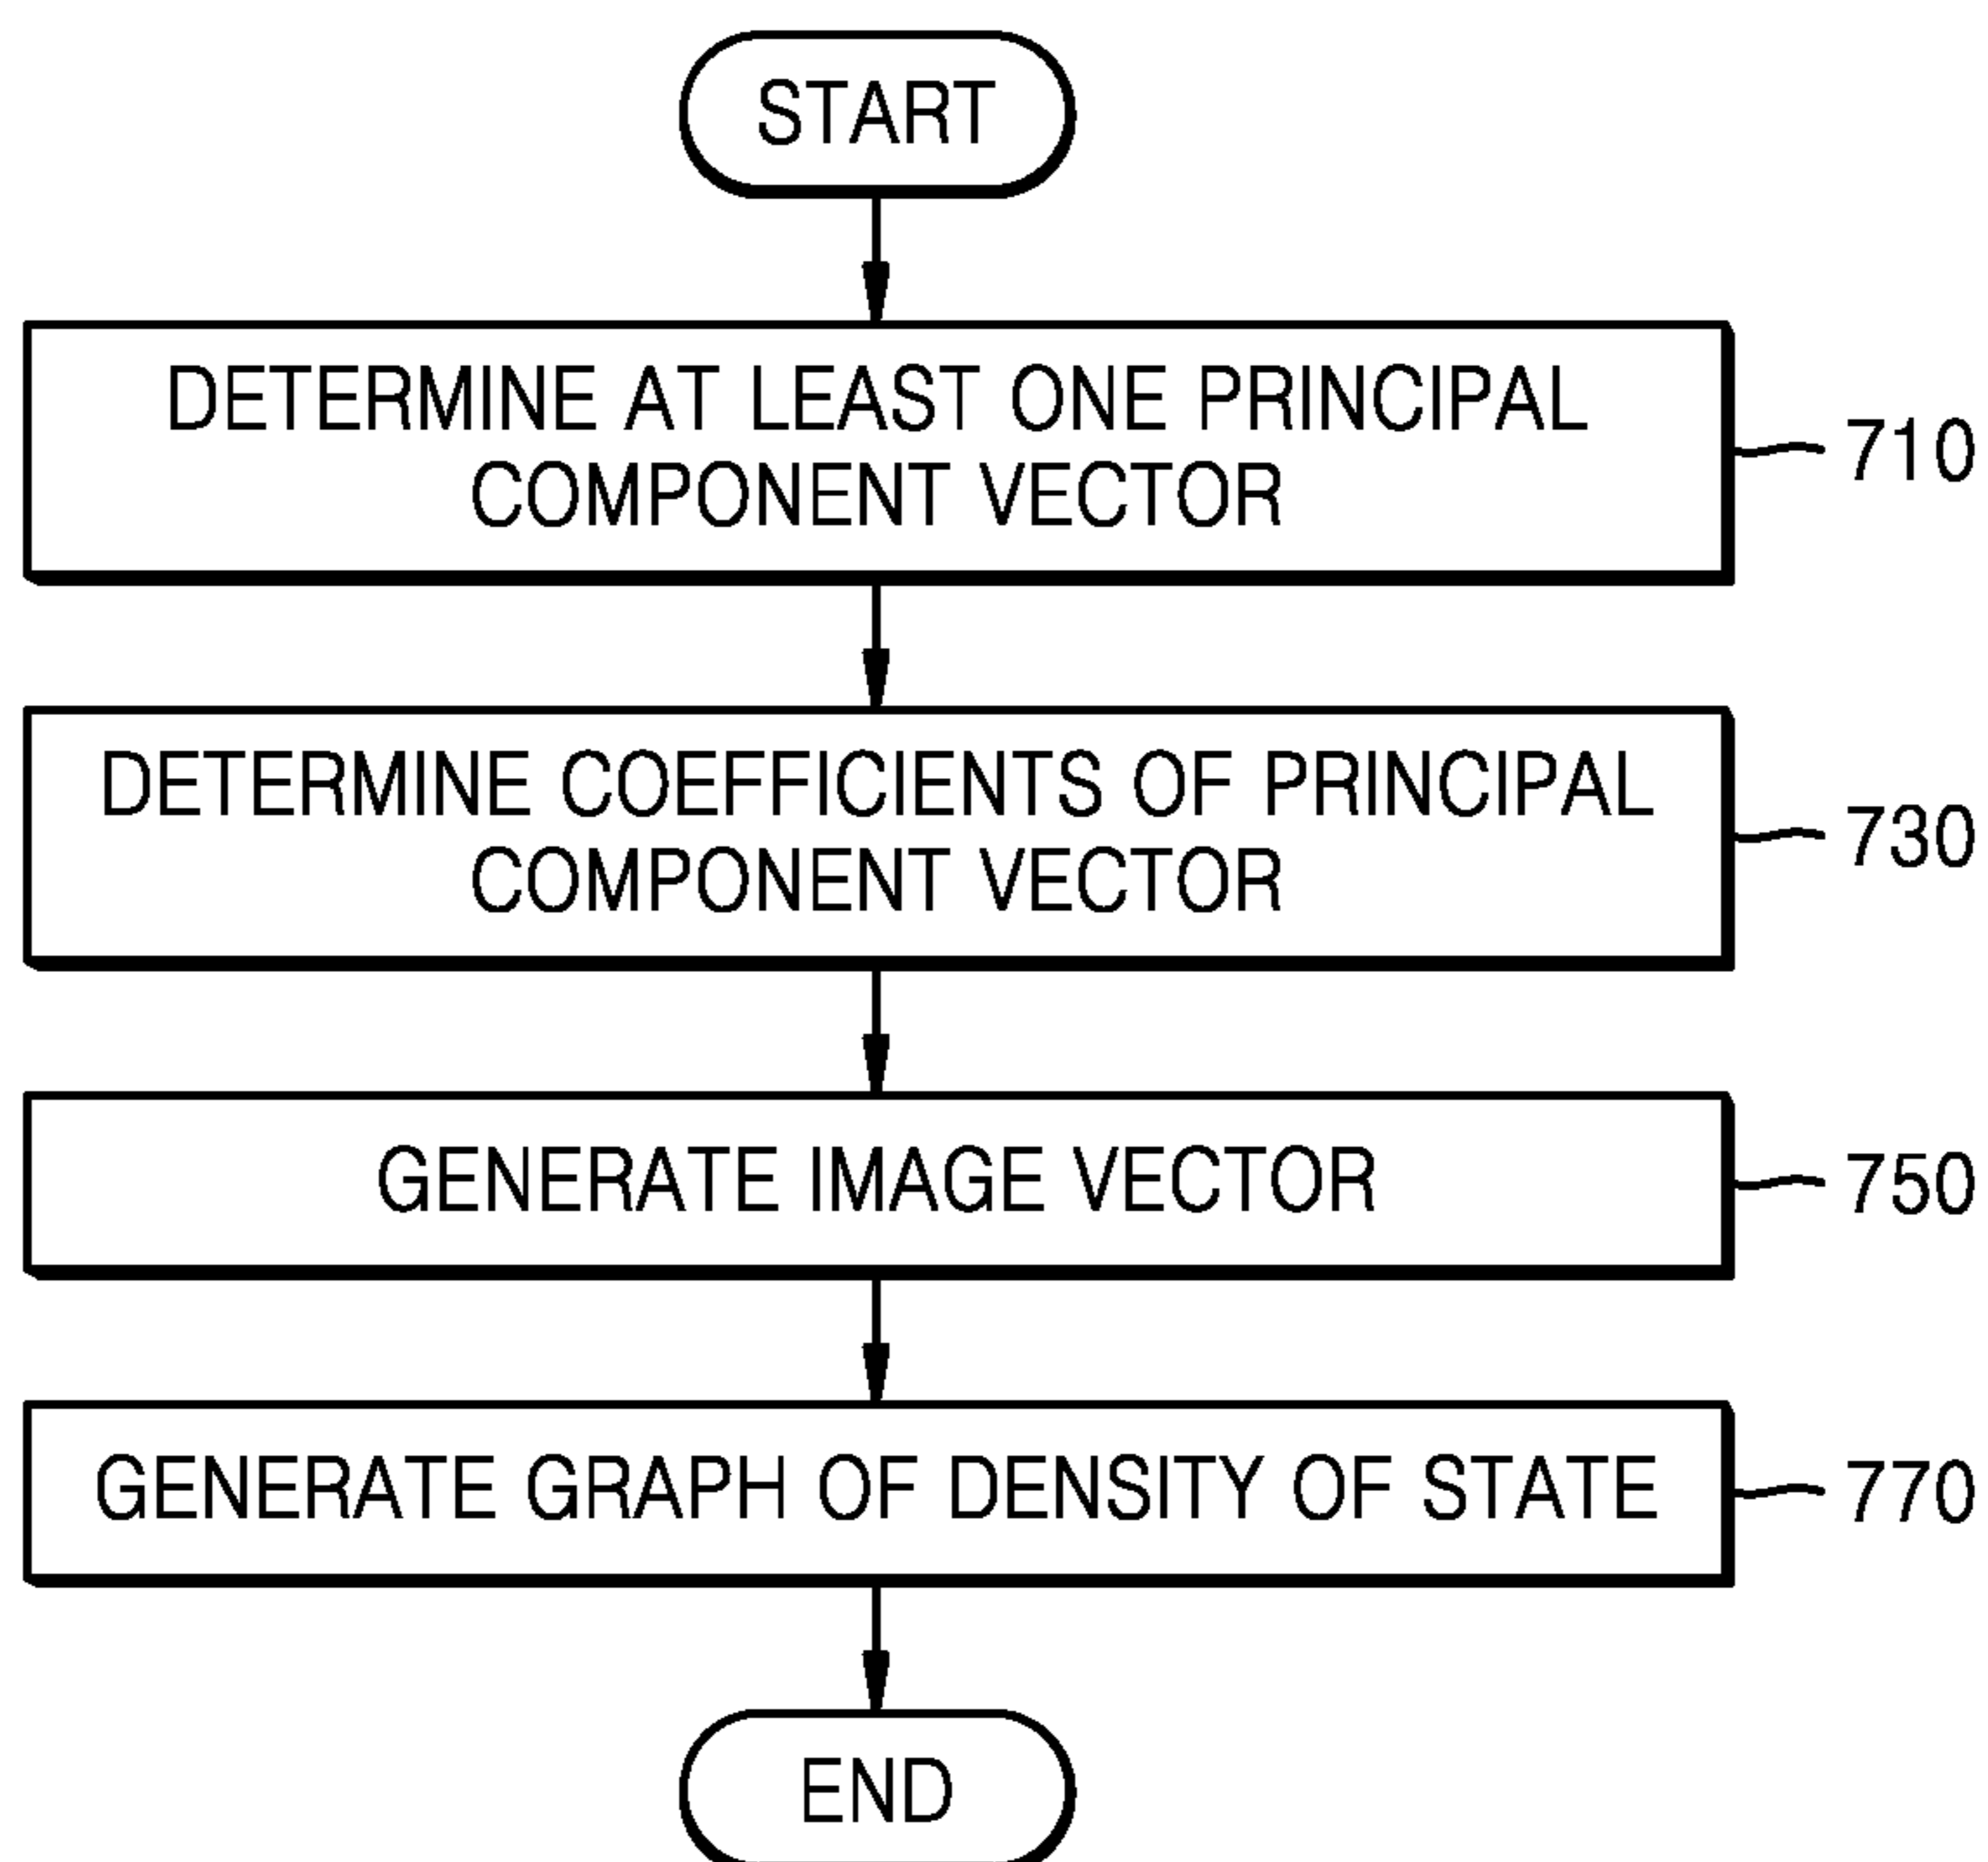 START
DETERMINE AT LEAST ONE PRINCIPAL
COMPONENT VECTOR
710
DETERMINE COEFFICIENTS OF PRINCIPAL
COMPONENT VECTOR
730
GENERATE IMAGE VECTOR
750
GENERATE GRAPH OF DENSITY OF STATE
770
END